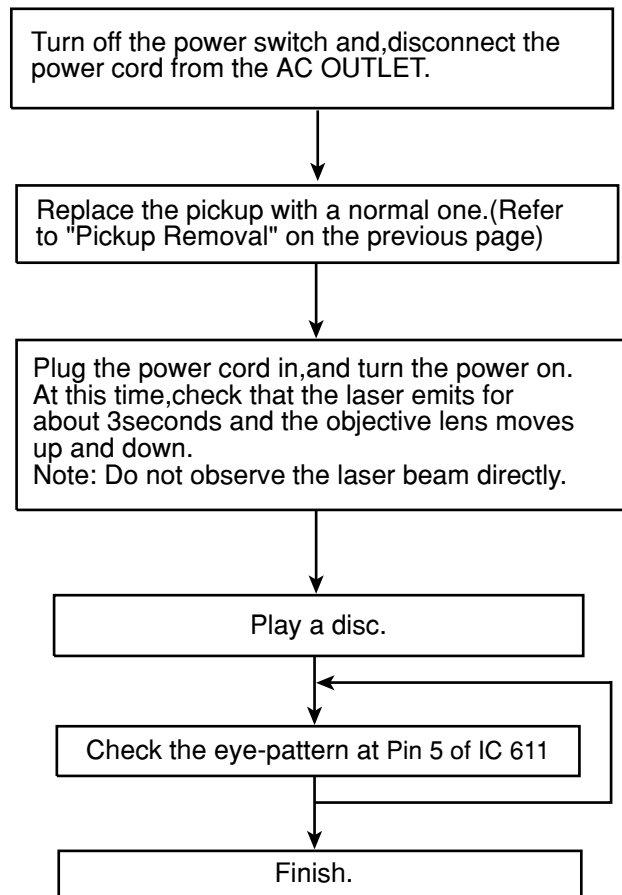 Turn off the power switch and,disconnect the
power cord from the AC OUTLET.
Replace the pickup with a normal one.(Refer
to "Pickup Removal" on the previous page)
Plug the power cord in,and turn the power on.
At this time,check that the laser emits for
about 3seconds and the objective lens moves
up and down.
Note: Do not observe the laser beam directly.
Play a disc.
Check the eye-pattern at Pin 5 of IC 611
Finish.